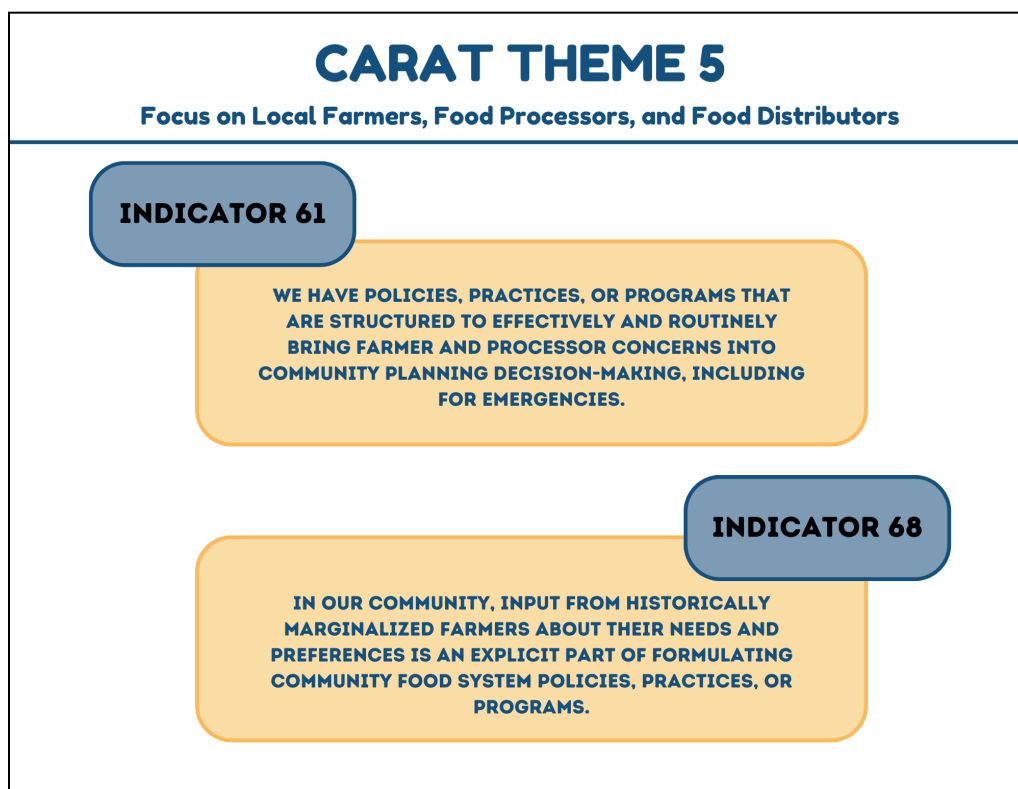 CARAT THEME 5
Focus on Local Farmers, Food Processors, and Food Distributors
INDICATOR 61
WE HAVE POLICIES, PRACTICES, OR PROGRAMS THAT
ARE STRUCTURED TO EFFECTIVELY AND ROUTINELY
BRING FARMER AND PROCESSOR CONCERNS INTO
COMMUNITY PLANNING DECISION-MAKING, INCLUDING
FOR EMERGENCIES.
INDICATOR 68
IN OUR COMMUNITY, INPUT FROM HISTORICALLY
MARGINALIZED FARMERS ABOUT THEIR NEEDS AND
PREFERENCES IS AN EXPLICIT PART OF FORMULATING
COMMUNITY FOOD SYSTEM POLICIES, PRACTICES, OR
PROGRAMS.